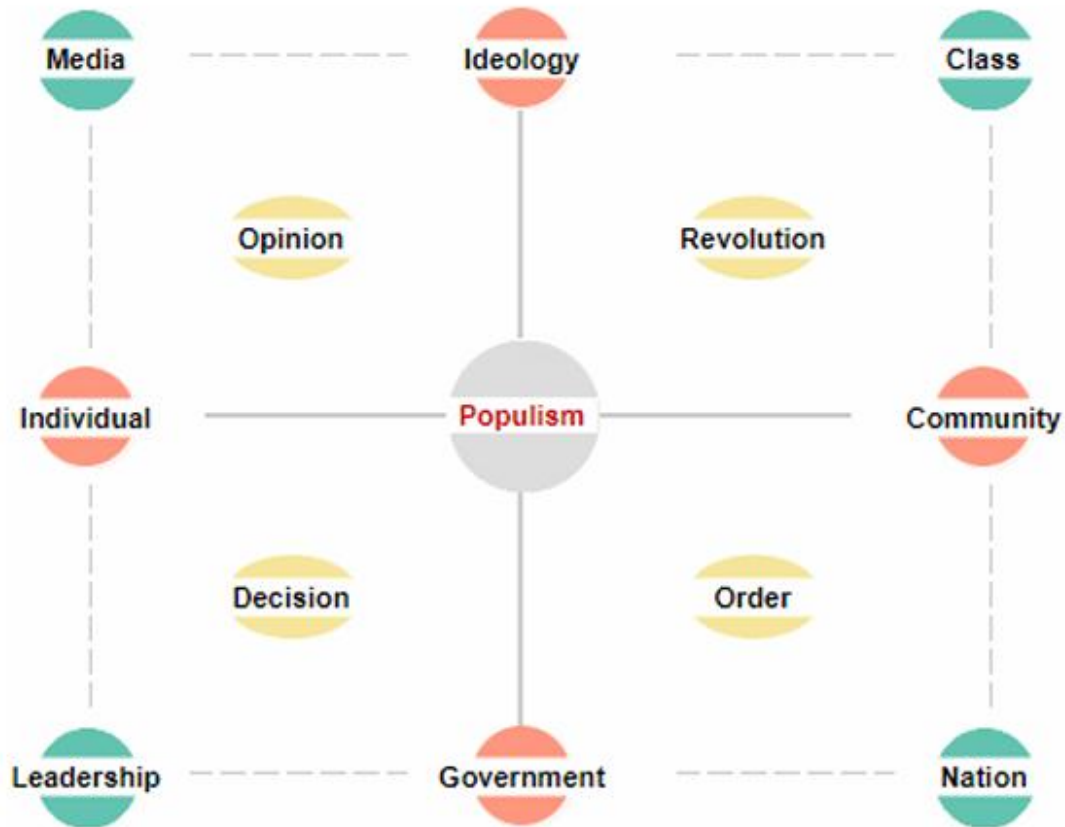 Media
Ideology
Class
Opinion
Revolution
Individual
Populism
Community
Decision
Order
Leadership
Government
Nation